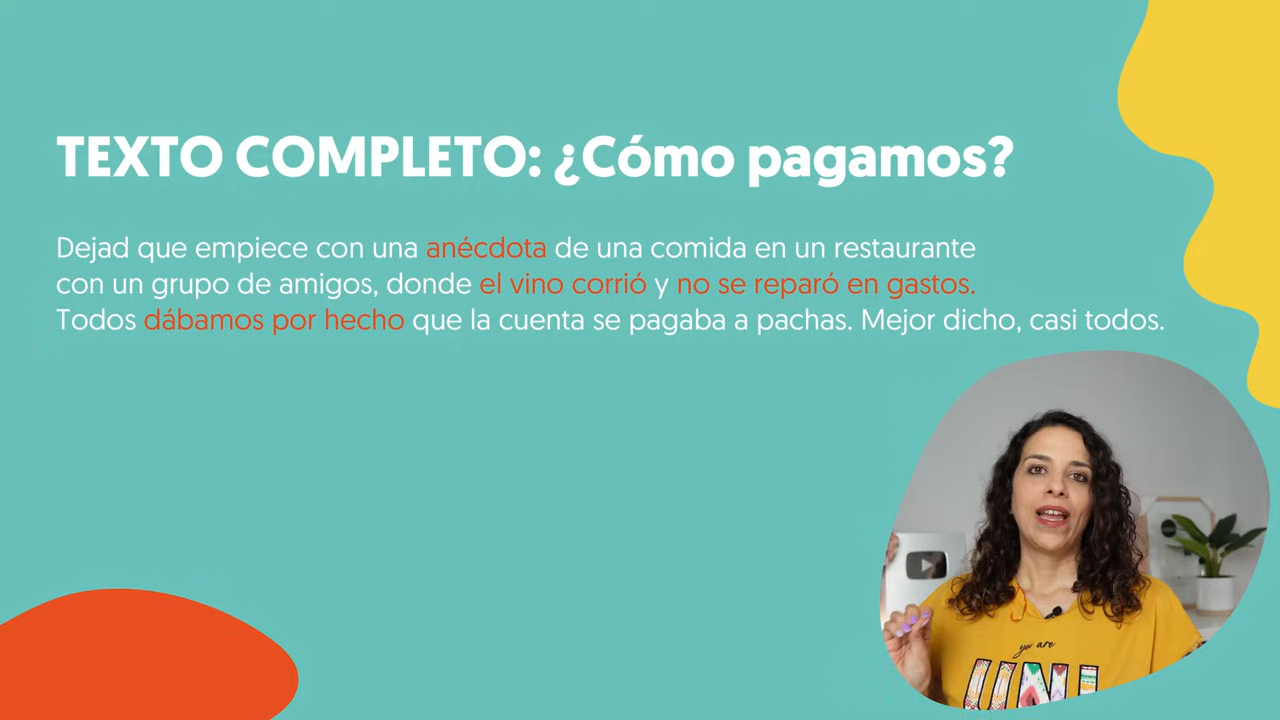 TEXTO COMPLETO: ¿Cómo pagamos?
Dejad que empiece con una anécdota de una comida en un restaurante
con un grupo de amigos, donde el vino corrió y no se reparó en gastos.
Todos dábamos por hecho que la cuenta se pagaba a pachas. Mejor dicho, casi todos.
you are